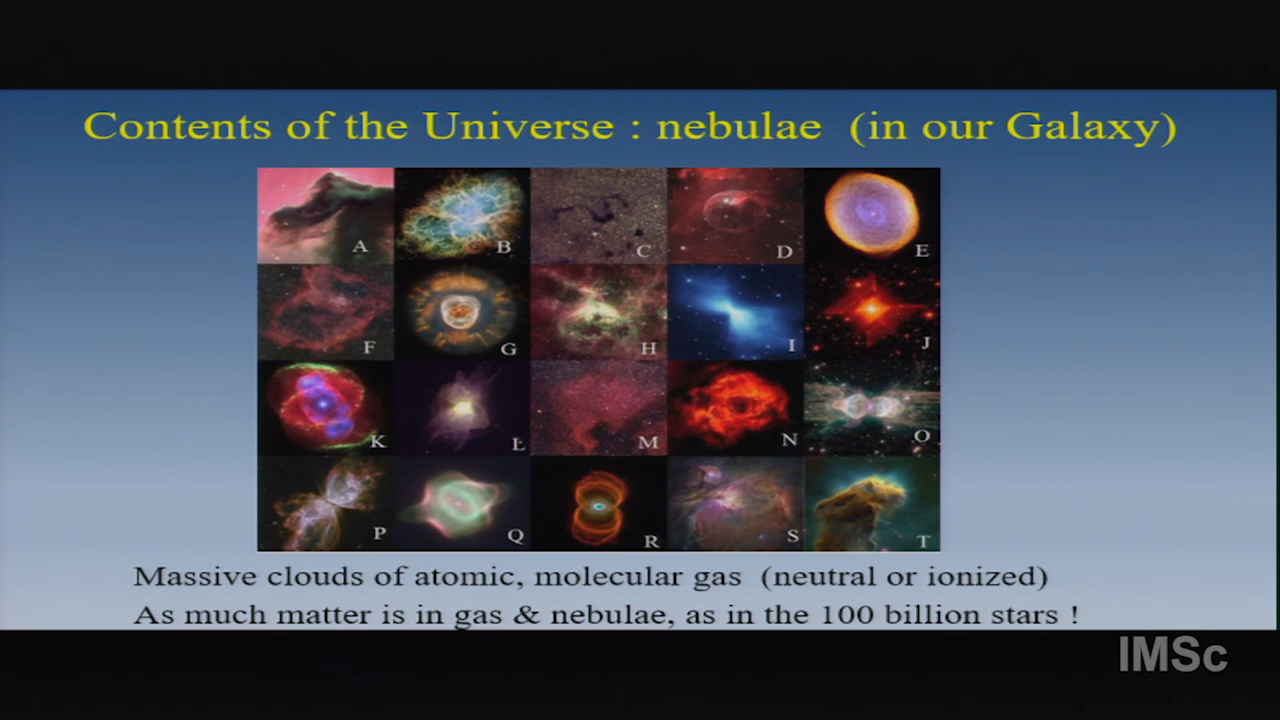 Contents of the Universe : nebulae (in our Galaxy)
A B C D E
F G H I J
K L M N O
P Q R S T
Massive clouds of atomic, molecular gas (neutral or ionized)
As much matter is in gas & nebulae, as in the 100 billion stars !
IMSc